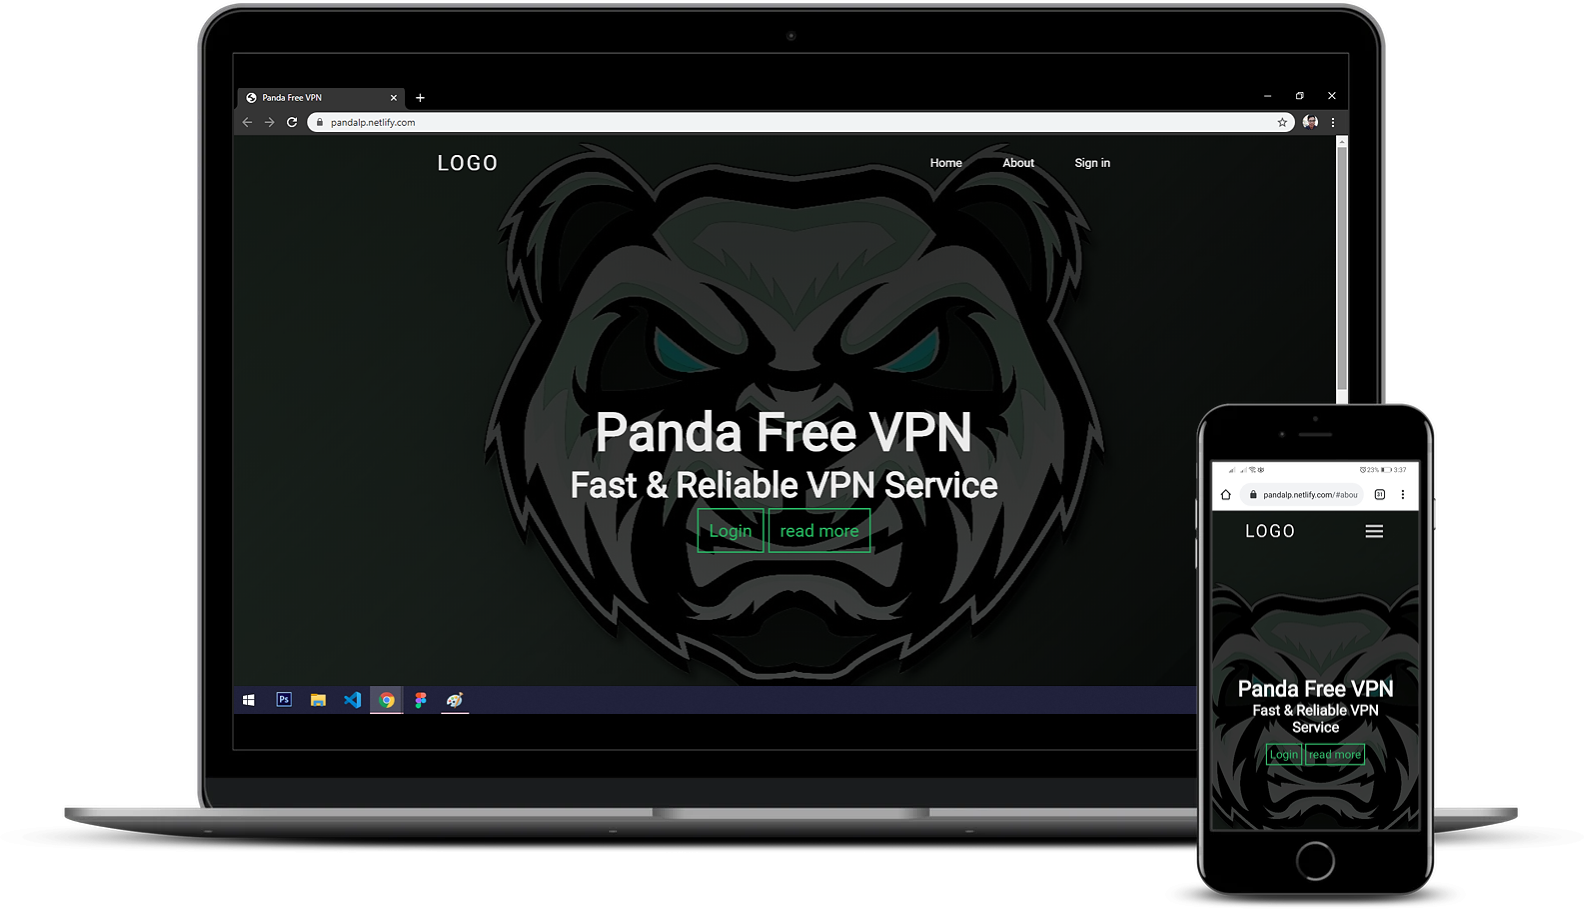 Panda Free VPN
pandalp.netlify.com
LOGO
Home About Sign in
Panda Free VPN
Fast & Reliable VPN Service
Login read more
Ps
23% 3:37
pandalp.netlify.com/#abou
31
LOGO
Panda Free VPN
Fast & Reliable VPN
Service
Login read more